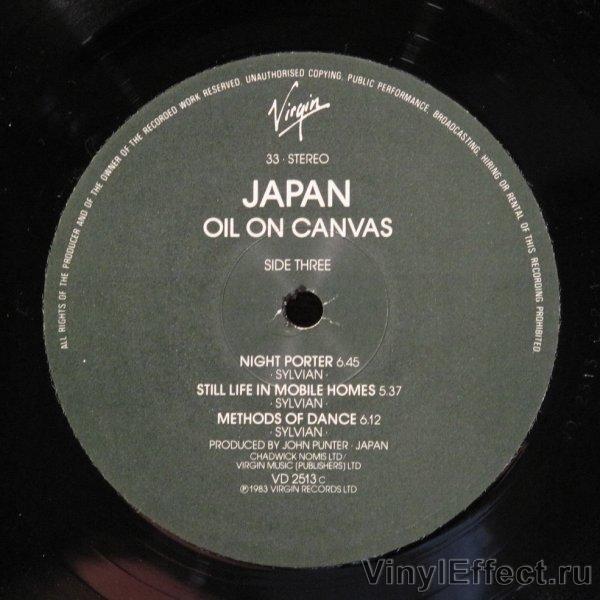 ALL RIGHTS OF THE PRODUCER AND OF THE OWNER OF THE RECORDED WORK RESERVED. UNAUTHORISED COPYING, PUBLIC PERFORMANCE, BROADCASTING, HIRING OR RENTAL OF THIS RECORDING PROHIBITED
Virgin
33 · STEREO
JAPAN
OIL ON CANVAS
SIDE THREE
NIGHT PORTER 6.45
· SYLVIAN ·
STILL LIFE IN MOBILE HOMES 5.37
· SYLVIAN ·
METHODS OF DANCE 6.12
· SYLVIAN ·
PRODUCED BY JOHN PUNTER · JAPAN
CHADWICK NOMIS LTD /
VIRGIN MUSIC (PUBLISHERS) LTD
VD 2513 C
℗ 1983 VIRGIN RECORDS LTD
VinylEffect.ru